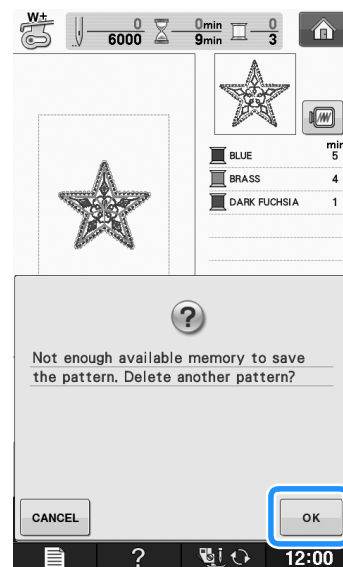 W+
0
6000
0min
9min
0
3
min
BLUE 5
BRASS 4
DARK FUCHSIA 1
?
Not enough available memory to save
the pattern. Delete another pattern?
CANCEL
OK
?
12:00